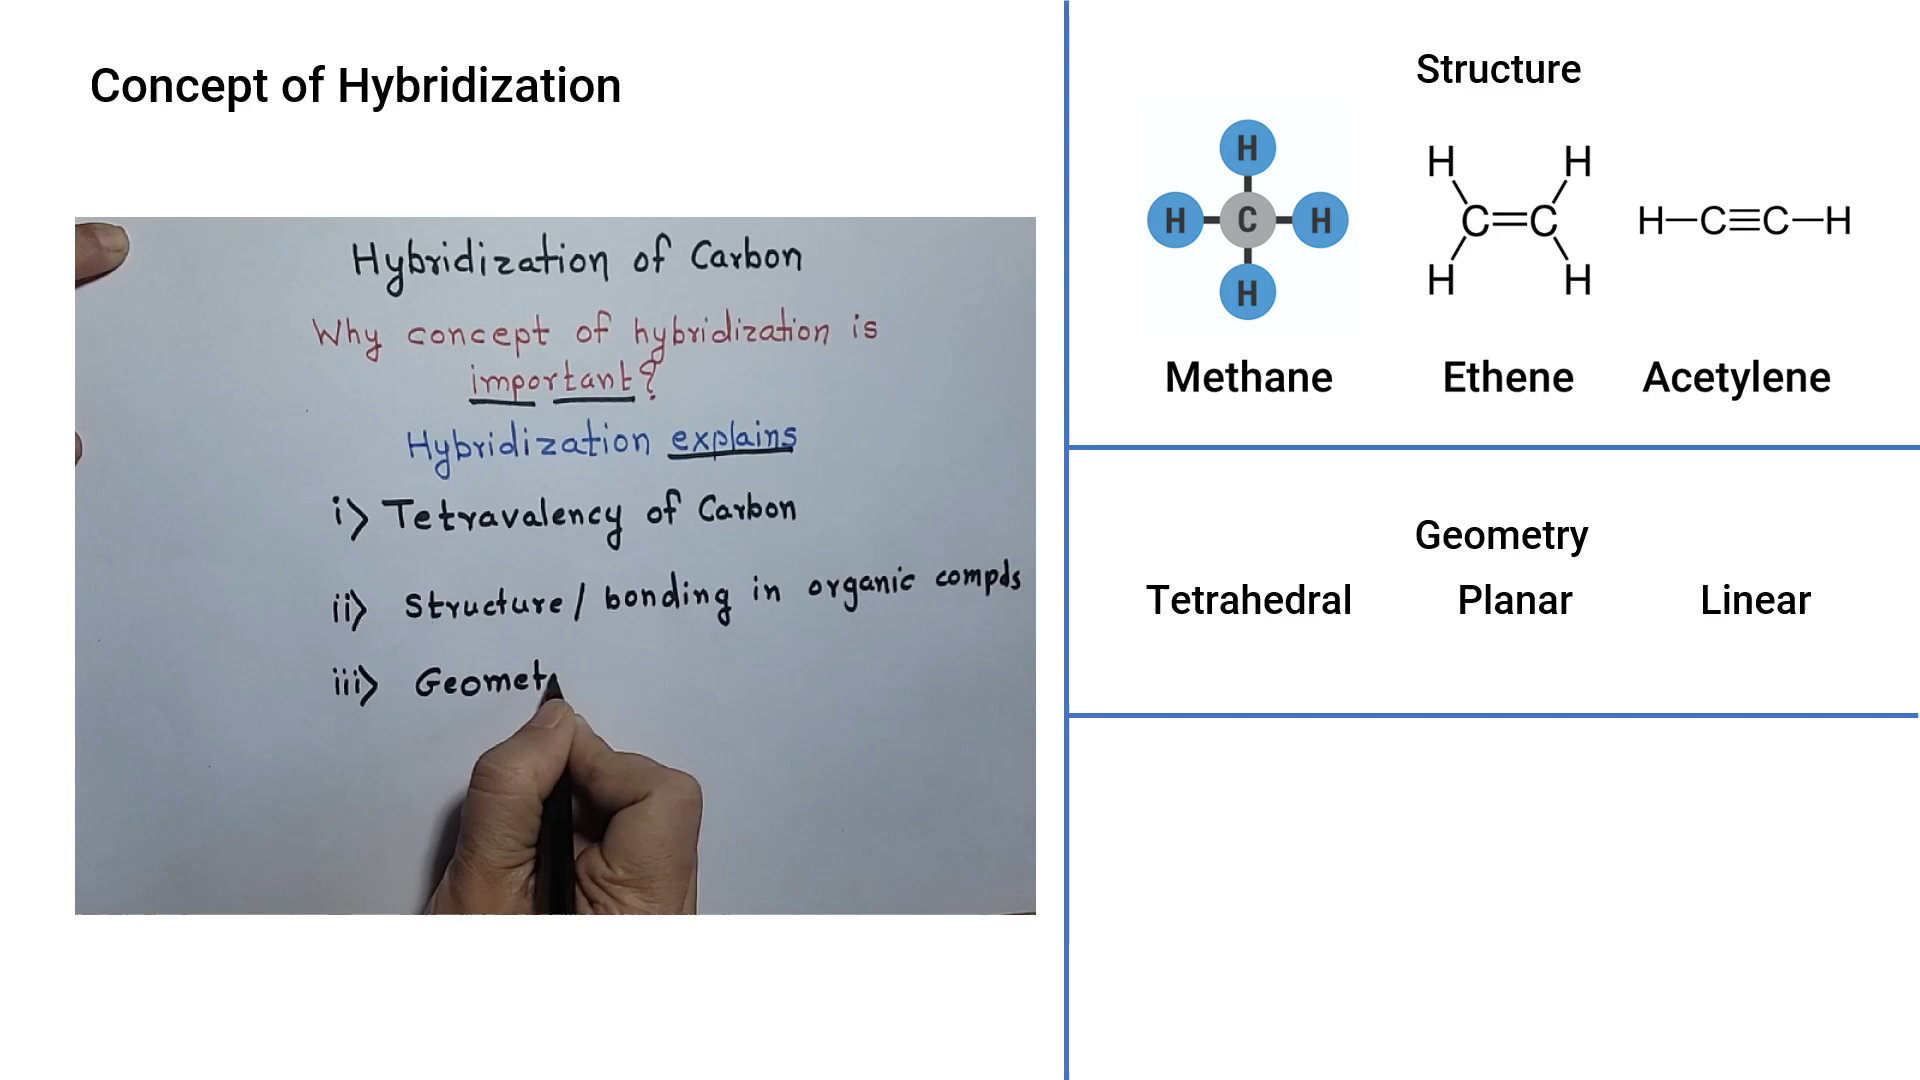 Concept of Hybridization
Hybridization of Carbon
Why concept of hybridization is
important?
Hybridization explains
i) Tetravalency of Carbon
ii) Structure/bonding in organic compds
iii) Geomet
Structure
H
H C H
H
H H
C=C
H H
H-C≡C-H
Methane Ethene Acetylene
Geometry
Tetrahedral Planar Linear